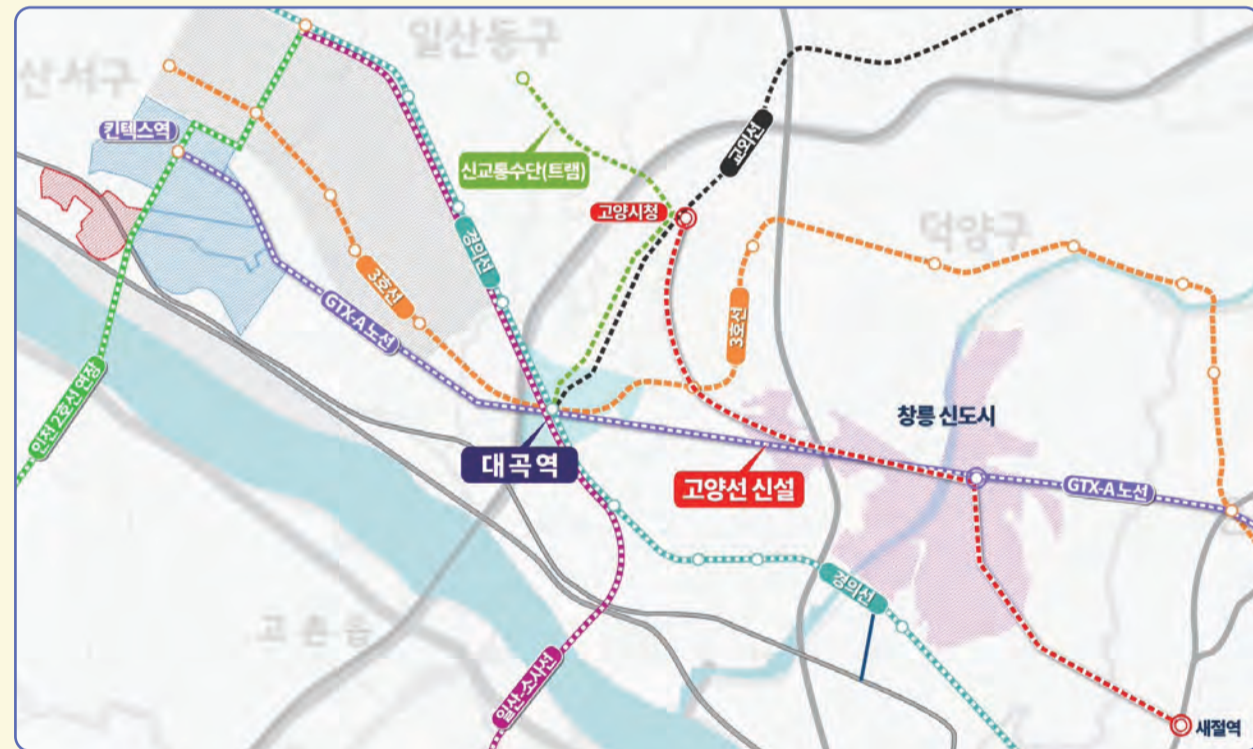 일산동구
산서구
킨텍스역
신교통수단(트램)
교외선
고양시청
덕양구
경의선
3호선
GTX-A 노선
3호선
인천 2호선 연장
창릉 신도시
대곡역
고양선 신설
GTX-A 노선
경의선
고촌읍
일산-소사선
새절역